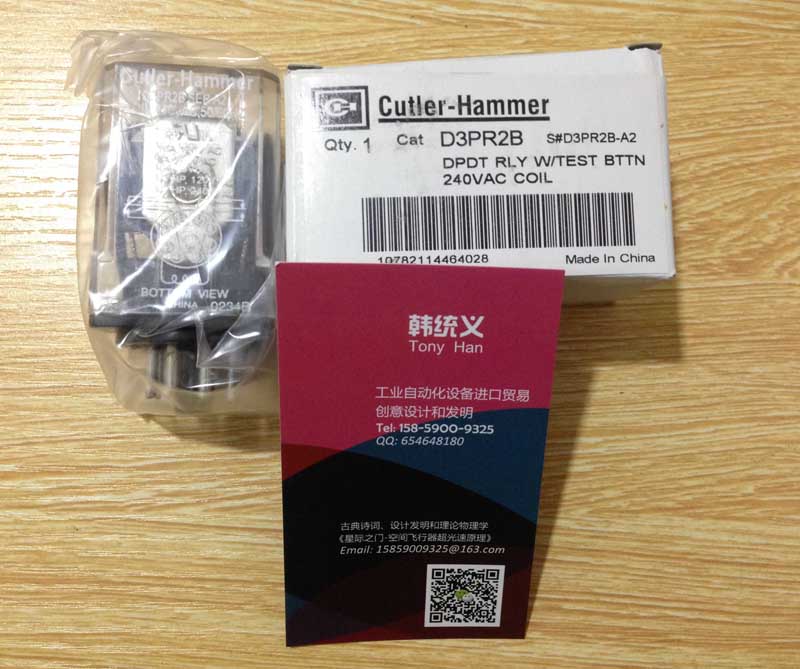 Cutler-Hammer
BOTTOM VIEW
CHINA 0234B
Cutler-Hammer
Qty. 1 Cat D3PR2B S#D3PR2B-A2
DPDT RLY W/TEST BTTN
240VAC COIL
10782114464028 Made In China
韩统义
Tony Han
工业自动化设备进口贸易
创意设计和发明
Tel: 158-5900-9325
QQ: 654648180
古典诗词、设计发明和理论物理学
《星际之门-空间飞行器超光速原理》
Email: 15859009325@163.com